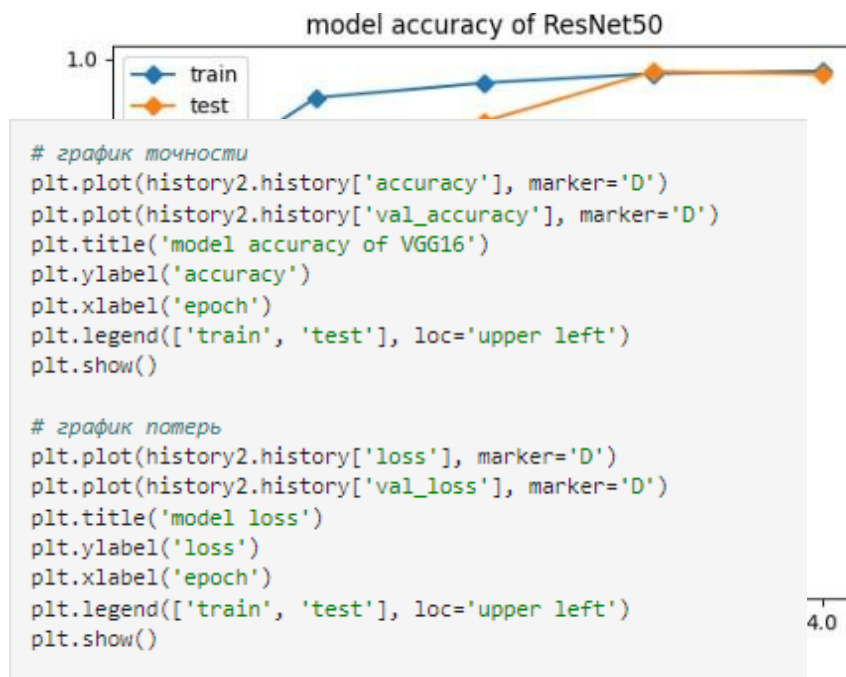 model accuracy of ResNet50
1.0
train
test
# график точности
plt.plot(history2.history['accuracy'], marker='D')
plt.plot(history2.history['val_accuracy'], marker='D')
plt.title('model accuracy of VGG16')
plt.ylabel('accuracy')
plt.xlabel('epoch')
plt.legend(['train', 'test'], loc='upper left')
plt.show()
# график потерь
plt.plot(history2.history['loss'], marker='D')
plt.plot(history2.history['val_loss'], marker='D')
plt.title('model loss')
plt.ylabel('loss')
plt.xlabel('epoch')
plt.legend(['train', 'test'], loc='upper left')
plt.show()
4.0